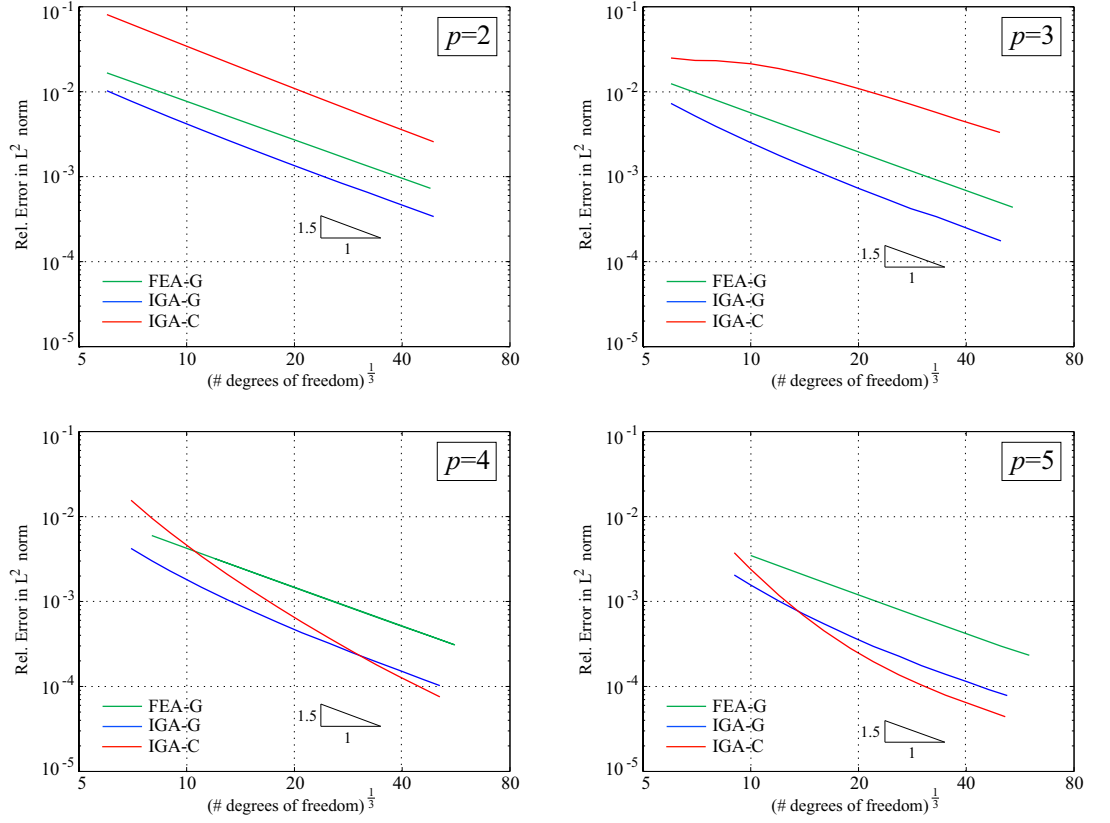 p=2
Rel. Error in L² norm
10⁻¹
10⁻²
10⁻³
10⁻⁴
10⁻⁵
1.5
1
FEA-G
IGA-G
IGA-C
5 10 20 40 80
(# degrees of freedom)^{1/3}
p=3
Rel. Error in L² norm
10⁻¹
10⁻²
10⁻³
10⁻⁴
10⁻⁵
1.5
1
FEA-G
IGA-G
IGA-C
5 10 20 40 80
(# degrees of freedom)^{1/3}
p=4
Rel. Error in L² norm
10⁻¹
10⁻²
10⁻³
10⁻⁴
10⁻⁵
1.5
1
FEA-G
IGA-G
IGA-C
5 10 20 40 80
(# degrees of freedom)^{1/3}
p=5
Rel. Error in L² norm
10⁻¹
10⁻²
10⁻³
10⁻⁴
10⁻⁵
1.5
1
FEA-G
IGA-G
IGA-C
5 10 20 40 80
(# degrees of freedom)^{1/3}